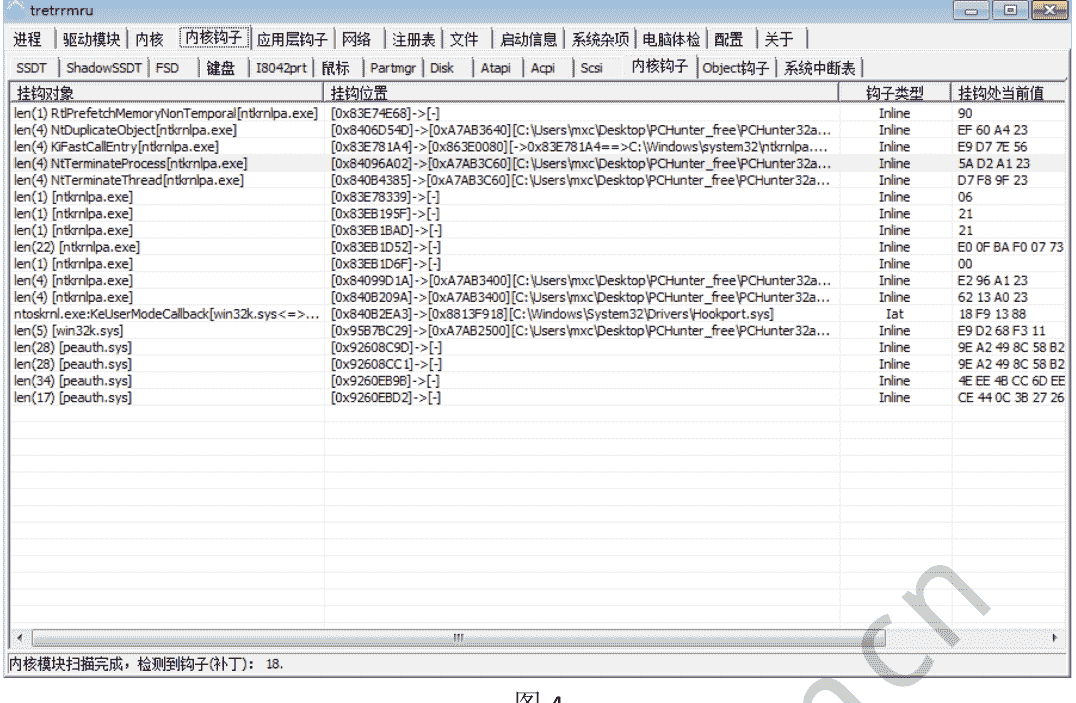 tretrrmru
进程 驱动模块 内核 内核钩子 应用层钩子 网络 注册表 文件 启动信息 系统杂项 电脑体检 配置 关于
SSDT ShadowSSDT FSD 键盘 I8042prt 鼠标 Partmgr Disk Atapi Acpi Scsi 内核钩子 Object钩子 系统中断表
挂钩对象 挂钩位置 钩子类型 挂钩处当前值
len(1) RtlPrefetchMemoryNonTemporal[ntkrnlpa.exe] [0x83E74E68]->[-] Inline 90
len(4) NtDuplicateObject[ntkrnlpa.exe] [0x8406D54D]->[0xA7AB3640][C:\Users\mxc\Desktop\PCHunter_free\PCHunter32a... Inline EF 60 A4 23
len(4) KiFastCallEntry[ntkrnlpa.exe] [0x83E781A4]->[0x863E0080][->0x83E781A4==>C:\Windows\system32\ntkrnlpa.... Inline E9 D7 7E 56
len(4) NtTerminateProcess[ntkrnlpa.exe] [0x84096A02]->[0xA7AB3C60][C:\Users\mxc\Desktop\PCHunter_free\PCHunter32a... Inline 5A D2 A1 23
len(4) NtTerminateThread[ntkrnlpa.exe] [0x840B4385]->[0xA7AB3C60][C:\Users\mxc\Desktop\PCHunter_free\PCHunter32a... Inline D7 F8 9F 23
len(1) [ntkrnlpa.exe] [0x83E78339]->[-] Inline 06
len(1) [ntkrnlpa.exe] [0x83EB195F]->[-] Inline 21
len(1) [ntkrnlpa.exe] [0x83EB1BAD]->[-] Inline 21
len(22) [ntkrnlpa.exe] [0x83EB1D52]->[-] Inline E0 0F BA F0 07 73
len(1) [ntkrnlpa.exe] [0x83EB1D6F]->[-] Inline 00
len(4) [ntkrnlpa.exe] [0x84099D1A]->[0xA7AB3400][C:\Users\mxc\Desktop\PCHunter_free\PCHunter32a... Inline E2 96 A1 23
len(4) [ntkrnlpa.exe] [0x840B209A]->[0xA7AB3400][C:\Users\mxc\Desktop\PCHunter_free\PCHunter32a... Inline 62 13 A0 23
ntoskrnl.exe:KeUserModeCallback[win32k.sys<=>... [0x840B2EA3]->[0x8813F918][C:\Windows\System32\Drivers\Hookport.sys] Iat 18 F9 13 88
len(5) [win32k.sys] [0x95B7BC29]->[0xA7AB2500][C:\Users\mxc\Desktop\PCHunter_free\PCHunter32a... Inline E9 D2 68 F3 11
len(28) [peauth.sys] [0x92608C9D]->[-] Inline 9E A2 49 8C 58 B2
len(28) [peauth.sys] [0x92608CC1]->[-] Inline 9E A2 49 8C 58 B2
len(34) [peauth.sys] [0x9260EB9B]->[-] Inline 4E EE 4B CC 6D EE
len(17) [peauth.sys] [0x9260EBD2]->[-] Inline CE 44 0C 3B 27 26
内核模块扫描完成，检测到钩子(补丁)： 18.